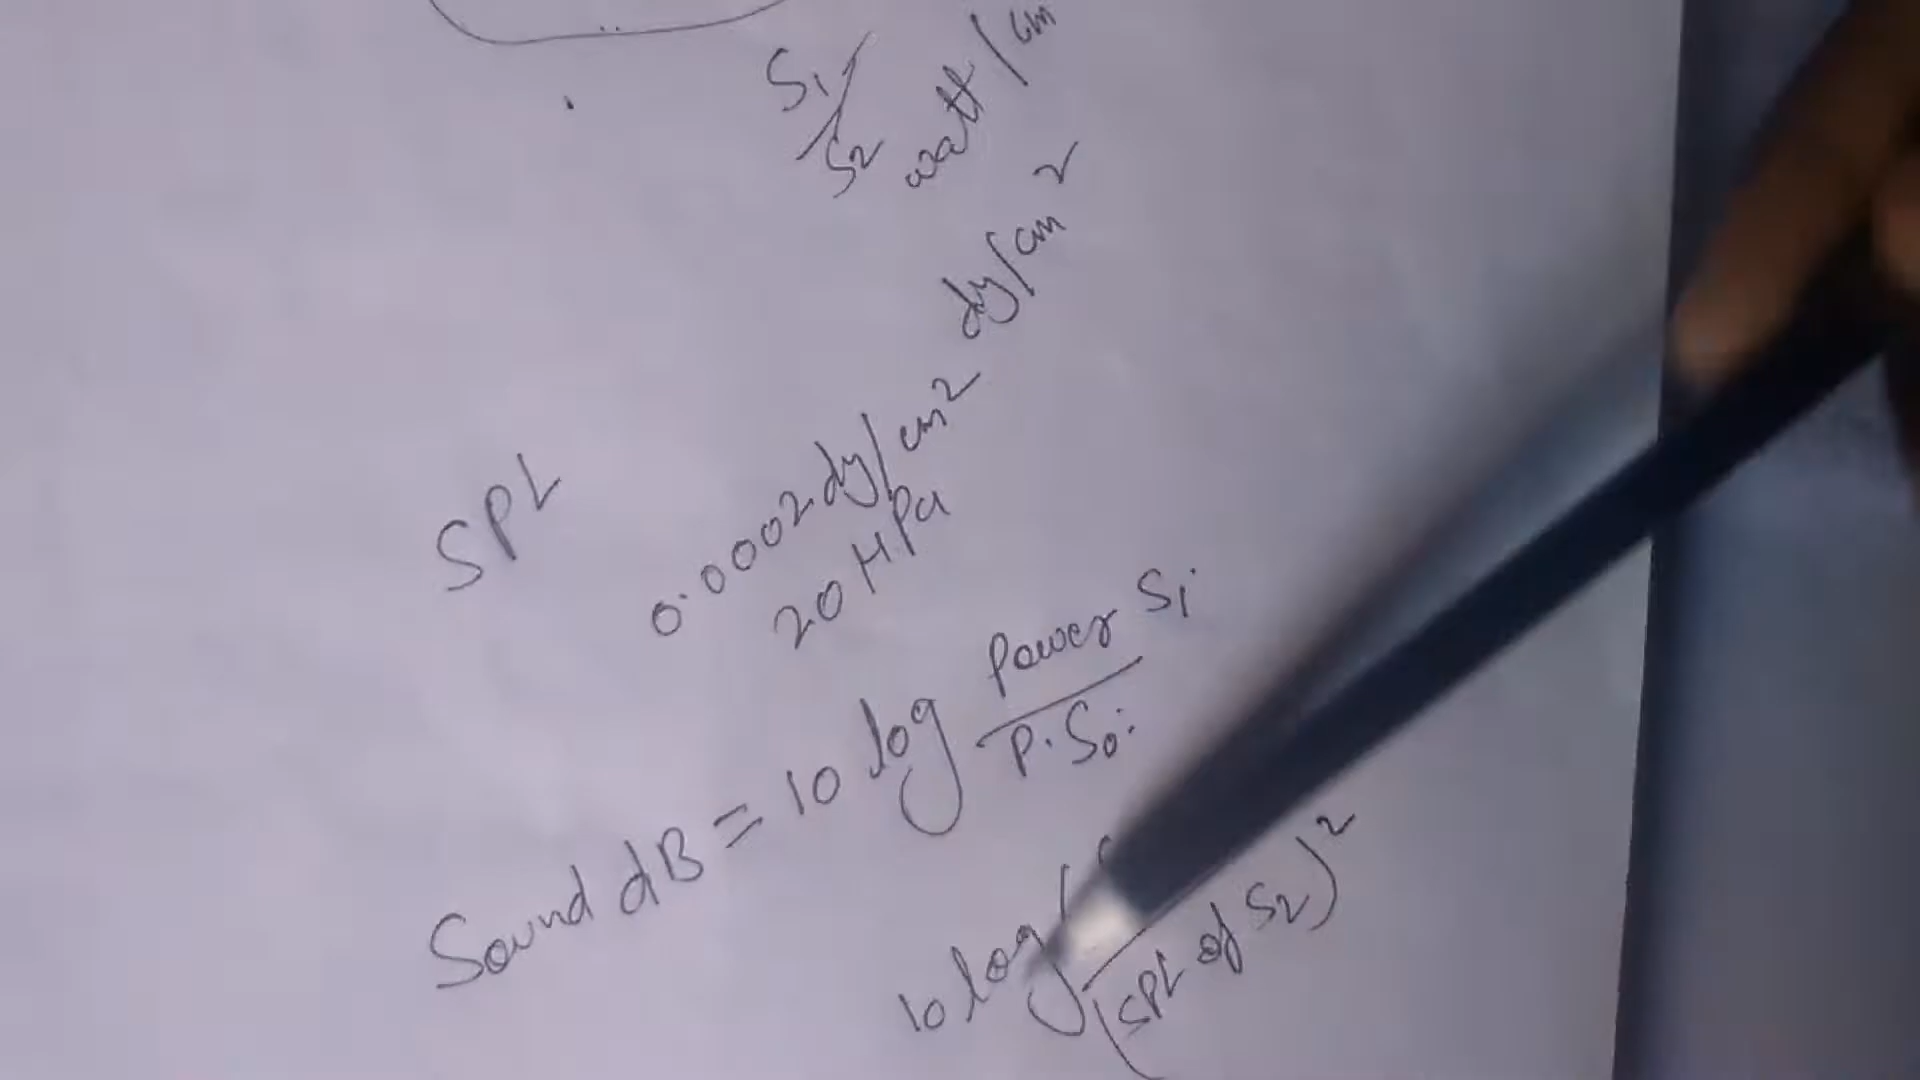 S1/S2 watt/cm
dy/cm²
SPL
0.0002 dy/cm²
20 µPa
Sound dB = 10 log Power S1 / P. S0
10 log / (SPL of S2)²